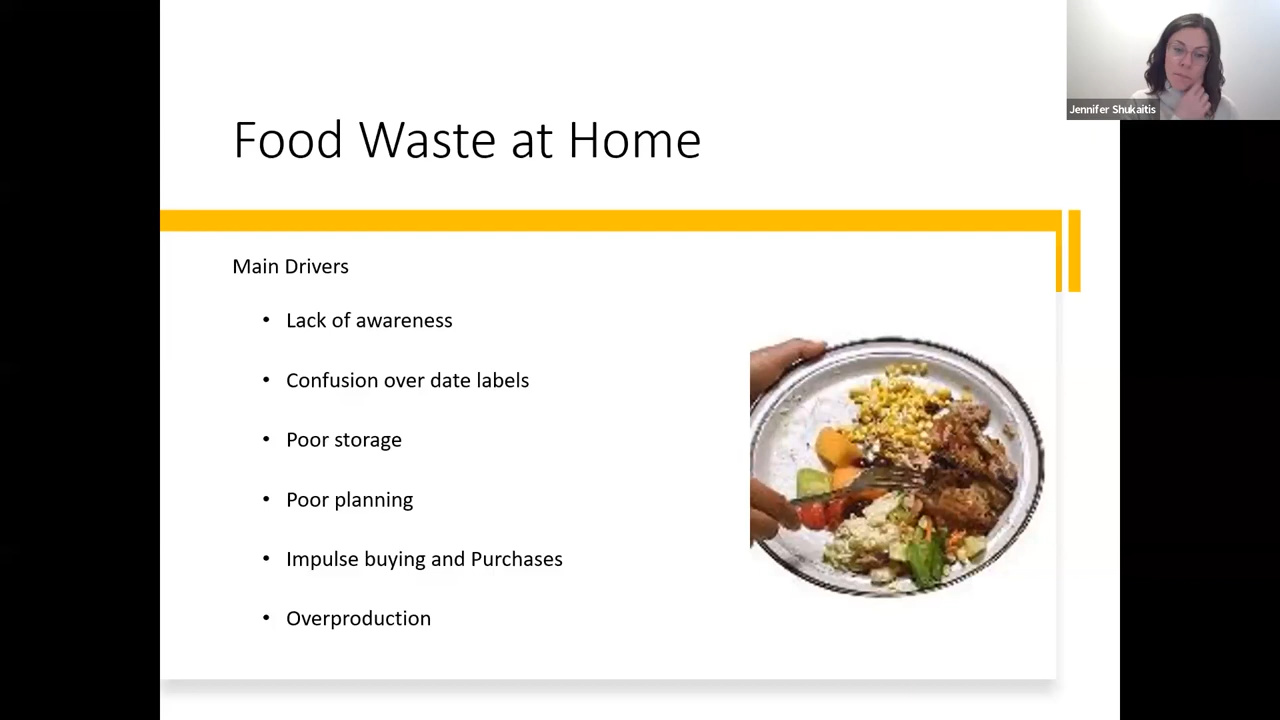 Jennifer Shukaitis
Food Waste at Home
Main Drivers
• Lack of awareness
• Confusion over date labels
• Poor storage
• Poor planning
• Impulse buying and Purchases
• Overproduction